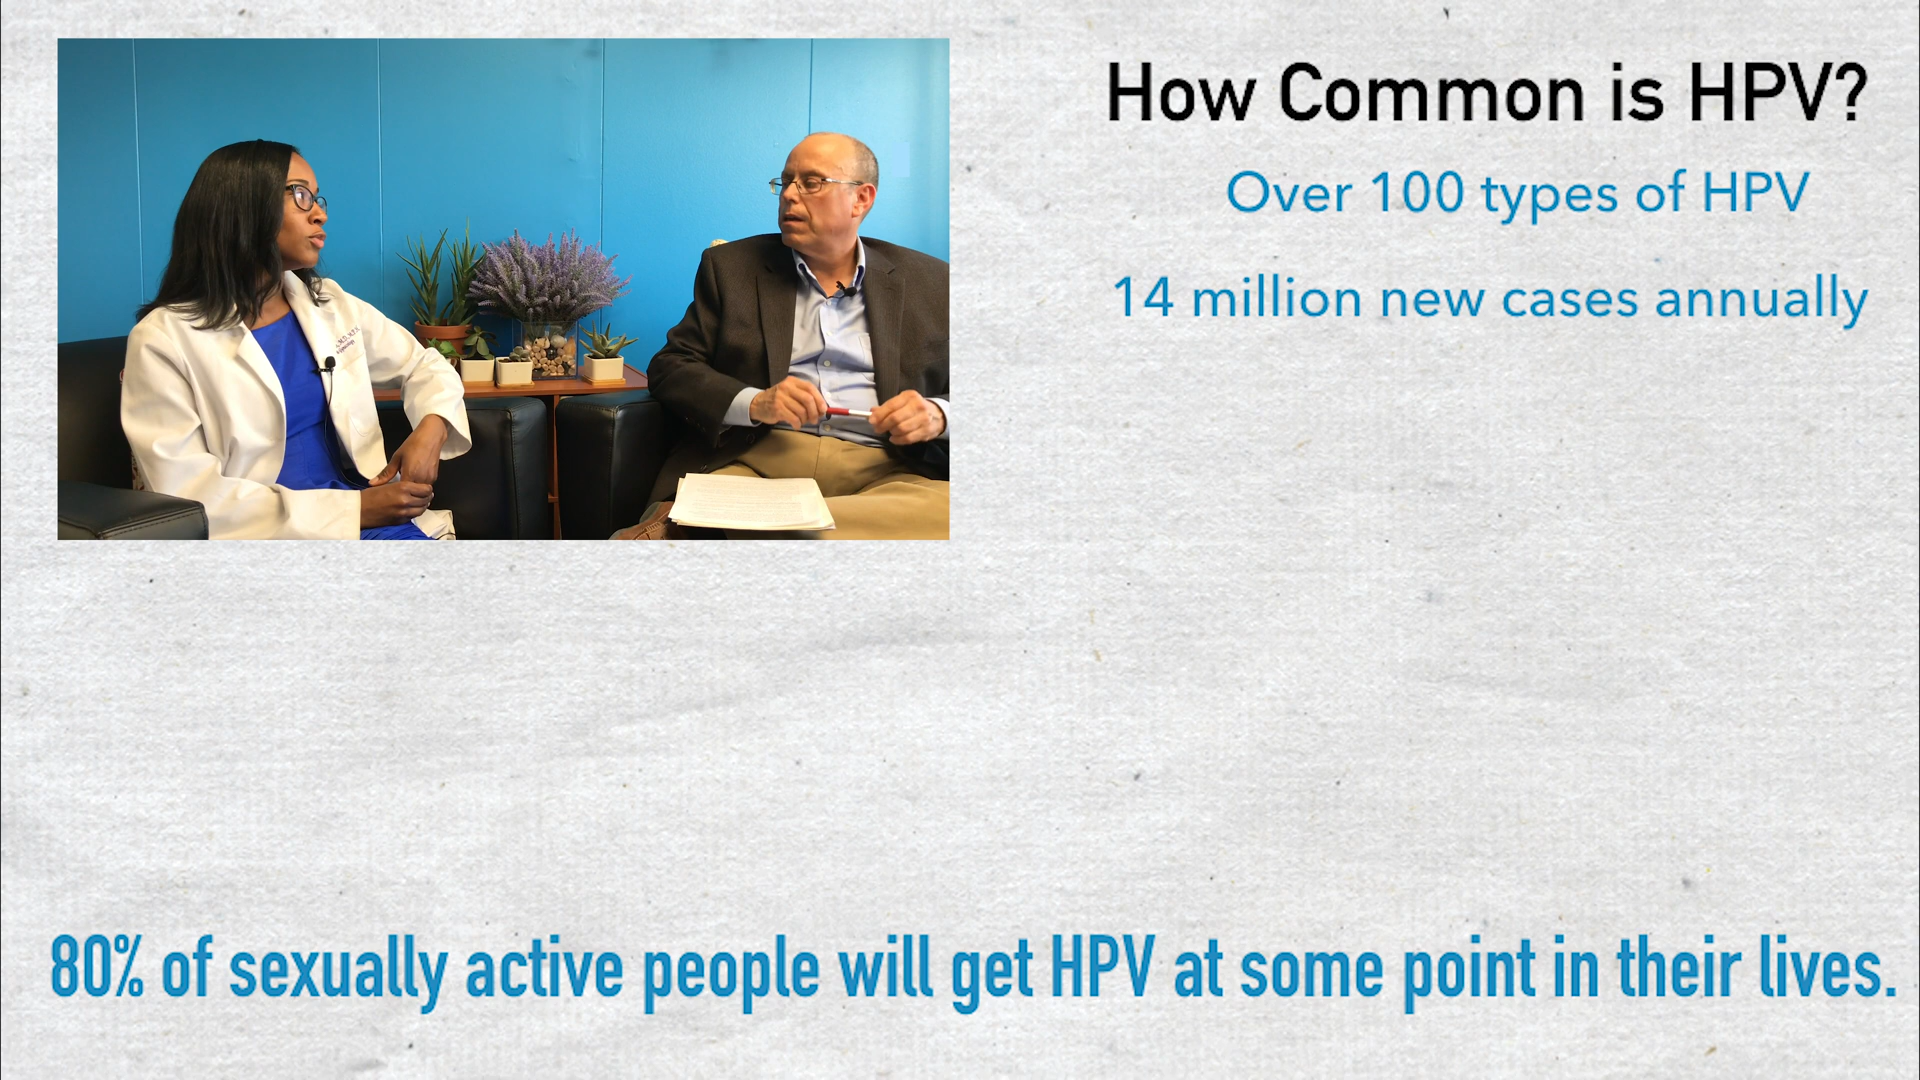 How Common is HPV?
Over 100 types of HPV
14 million new cases annually
80% of sexually active people will get HPV at some point in their lives.